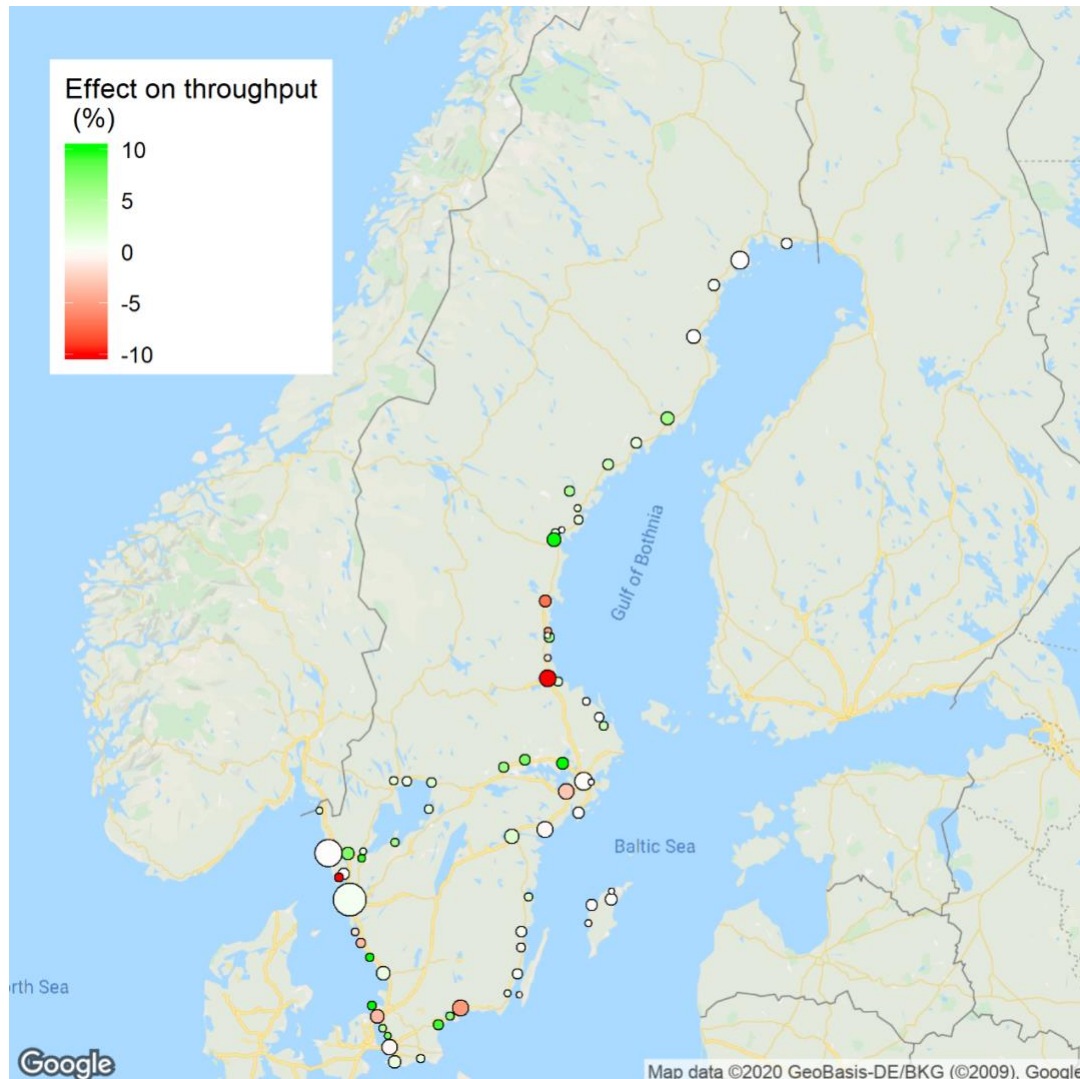 Effect on throughput
(%)
10
5
0
-5
-10
Gulf of Bothnia
Baltic Sea
rth Sea
Google
Map data ©2020 GeoBasis-DE/BKG (©2009), Google